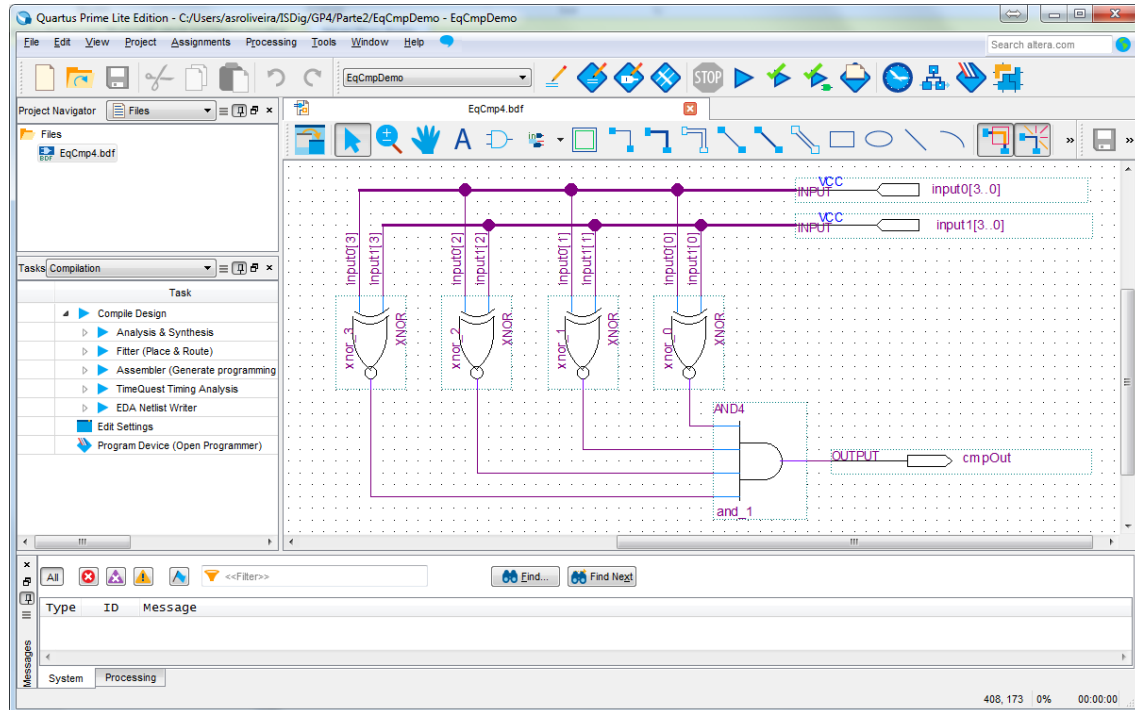 Quartus Prime Lite Edition - C:/Users/asroliveira/ISDig/GP4/Parte2/EqCmpDemo - EqCmpDemo
File Edit View Project Assignments Processing Tools Window Help
Search altera.com
EqCmpDemo
STOP
Project Navigator
Files
EqCmp4.bdf
Files
BDF
EqCmp4.bdf
A
»
»
VCC
INPUT
input0[3..0]
VCC
INPUT
input1[3..0]
input0[3]
input1[3]
input0[2]
input1[2]
input0[1]
input1[1]
input0[0]
input1[0]
xnor_3
XNOR
xnor_2
XNOR
xnor_1
XNOR
xnor_0
XNOR
AND4
and_1
OUTPUT
cmpOut
Tasks
Compilation
Task
Compile Design
Analysis & Synthesis
Fitter (Place & Route)
Assembler (Generate programming
TimeQuest Timing Analysis
EDA Netlist Writer
Edit Settings
Program Device (Open Programmer)
All
<<Filter>>
Find...
Find Next
Type ID Message
Messages
System
Processing
408, 173 0% 00:00:00